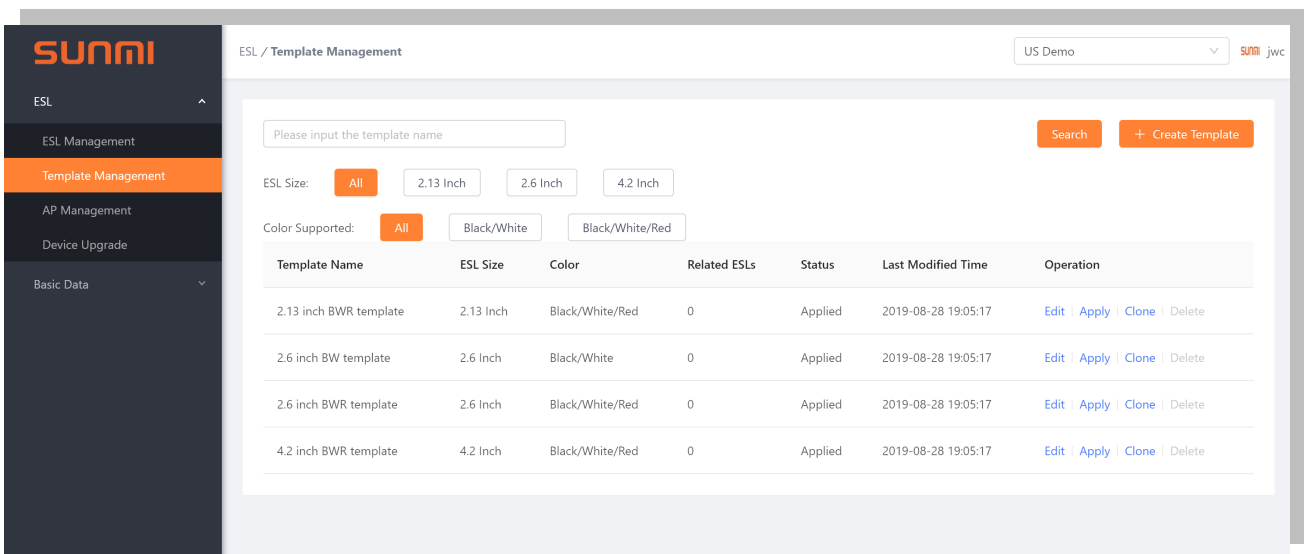 SUNMI
ESL / Template Management
US Demo
SUNMI jwc
ESL
ESL Management
Template Management
AP Management
Device Upgrade
Basic Data
Please input the template name
Search
+ Create Template
ESL Size: All 2.13 Inch 2.6 Inch 4.2 Inch
Color Supported: All Black/White Black/White/Red
Template Name ESL Size Color Related ESLs Status Last Modified Time Operation
2.13 inch BWR template 2.13 Inch Black/White/Red 0 Applied 2019-08-28 19:05:17 Edit | Apply | Clone | Delete
2.6 inch BW template 2.6 Inch Black/White 0 Applied 2019-08-28 19:05:17 Edit | Apply | Clone | Delete
2.6 inch BWR template 2.6 Inch Black/White/Red 0 Applied 2019-08-28 19:05:17 Edit | Apply | Clone | Delete
4.2 inch BWR template 4.2 Inch Black/White/Red 0 Applied 2019-08-28 19:05:17 Edit | Apply | Clone | Delete